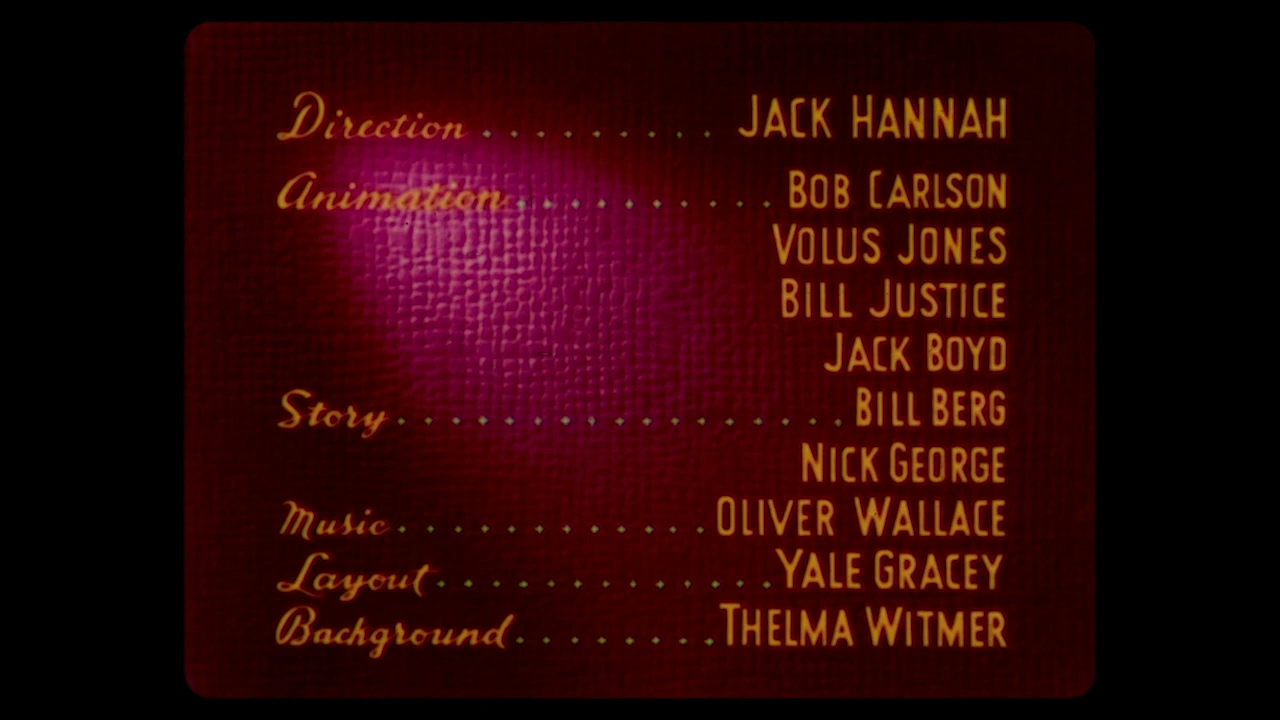 Direction . . . . . . . . . JACK HANNAH
Animation . . . . . . . . . . BOB CARLSON
VOLUS JONES
BILL JUSTICE
JACK BOYD
Story . . . . . . . . . . . . . . . . . BILL BERG
NICK GEORGE
Music . . . . . . . . . . . . OLIVER WALLACE
Layout . . . . . . . . . . . . . YALE GRACEY
Background . . . . . . . . THELMA WITMER